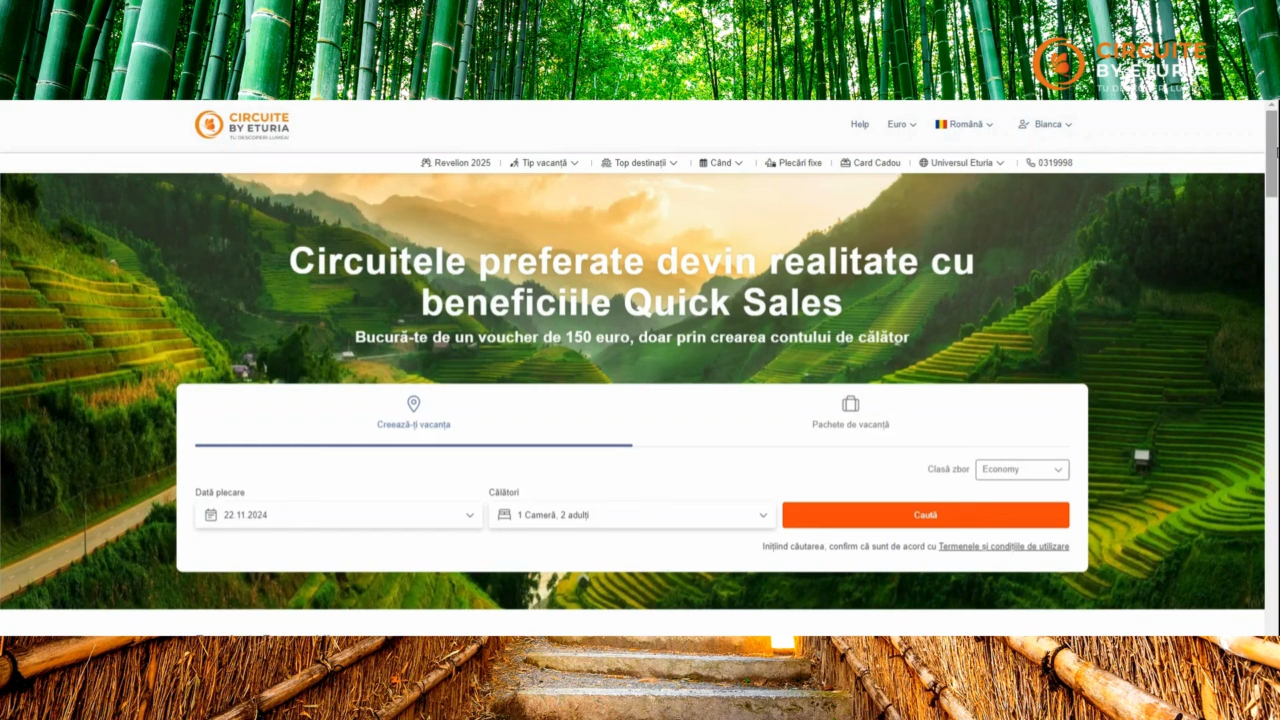 CIRCUITE
BY ETURIA
TU DESCOPERI LUMEA!
CIRCUITE
BY ETURIA
TU DESCOPERI LUMEA!
Help
Euro
Română
Bianca
Revelion 2025
Tip vacanță
Top destinații
Când
Plecări fixe
Card Cadou
Universul Eturia
0319998
Circuitele preferate devin realitate cu
beneficiile Quick Sales
Bucură-te de un voucher de 150 euro, doar prin crearea contului de călător
Creează-ți vacanța
Pachete de vacanță
Clasă zbor
Economy
Dată plecare
Călători
22.11.2024
1 Cameră, 2 adulți
Caută
Inițiind căutarea, confirm că sunt de acord cu Termenele și condițiile de utilizare